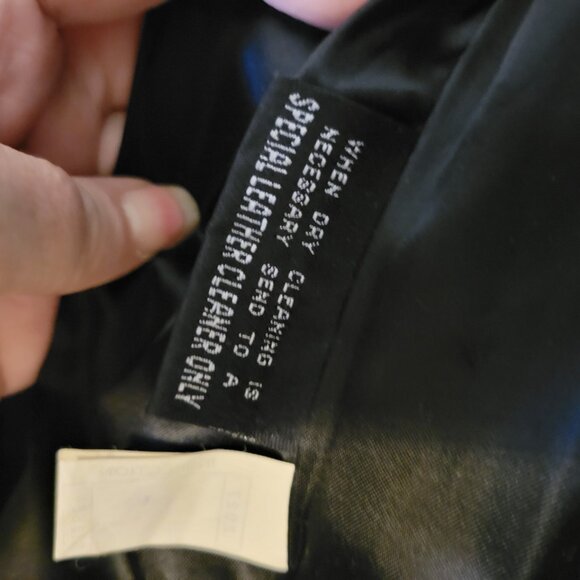 WHEN DRY CLEANING IS
NECESSARY SEND TO A
SPECIAL LEATHER CLEANER ONLY